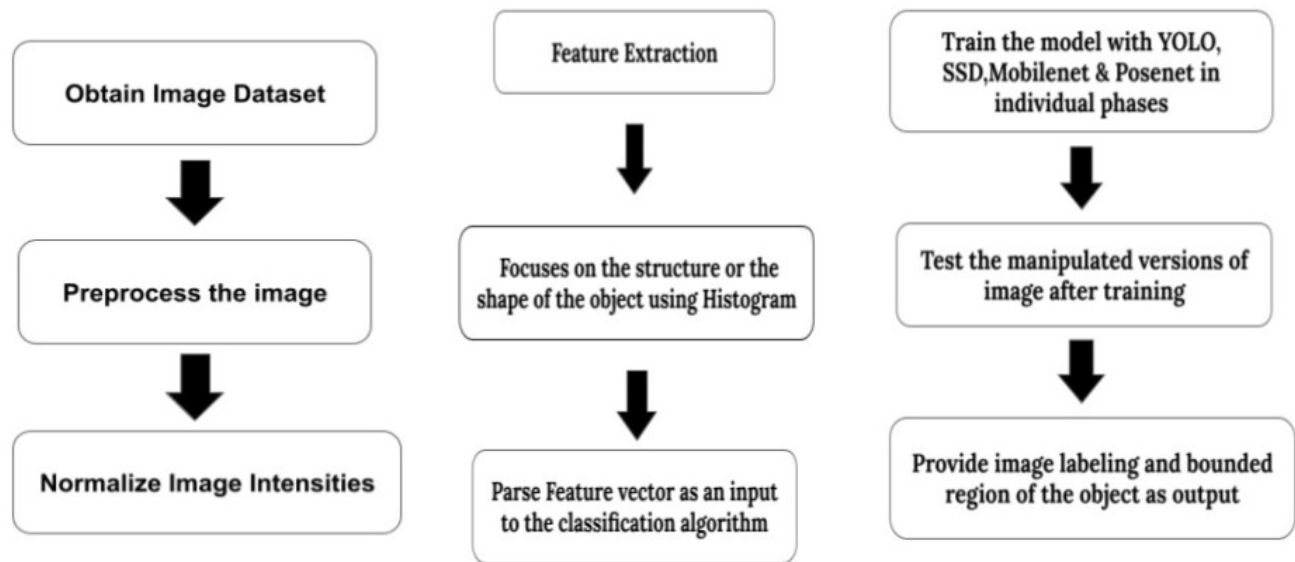 Obtain Image Dataset
Preprocess the image
Normalize Image Intensities
Feature Extraction
Focuses on the structure or the
shape of the object using Histogram
Parse Feature vector as an input
to the classification algorithm
Train the model with YOLO,
SSD,Mobilenet & Posenet in
individual phases
Test the manipulated versions of
image after training
Provide image labeling and bounded
region of the object as output